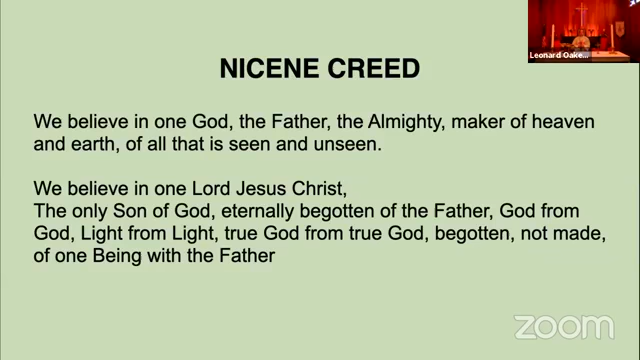 Leonard Oake...
NICENE CREED
We believe in one God, the Father, the Almighty, maker of heaven
and earth, of all that is seen and unseen.
We believe in one Lord Jesus Christ,
The only Son of God, eternally begotten of the Father, God from
God, Light from Light, true God from true God, begotten, not made,
of one Being with the Father
zoom